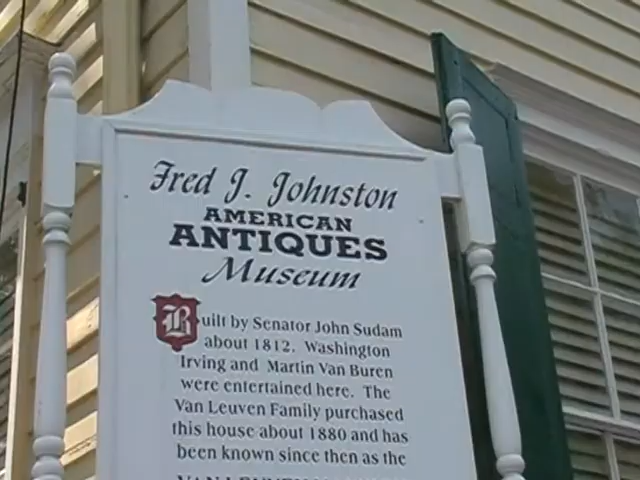 Fred J. Johnston
AMERICAN
ANTIQUES
Museum
Built by Senator John Sudam
about 1812. Washington
Irving and Martin Van Buren
were entertained here. The
Van Leuven Family purchased
this house about 1880 and has
been known since then as the